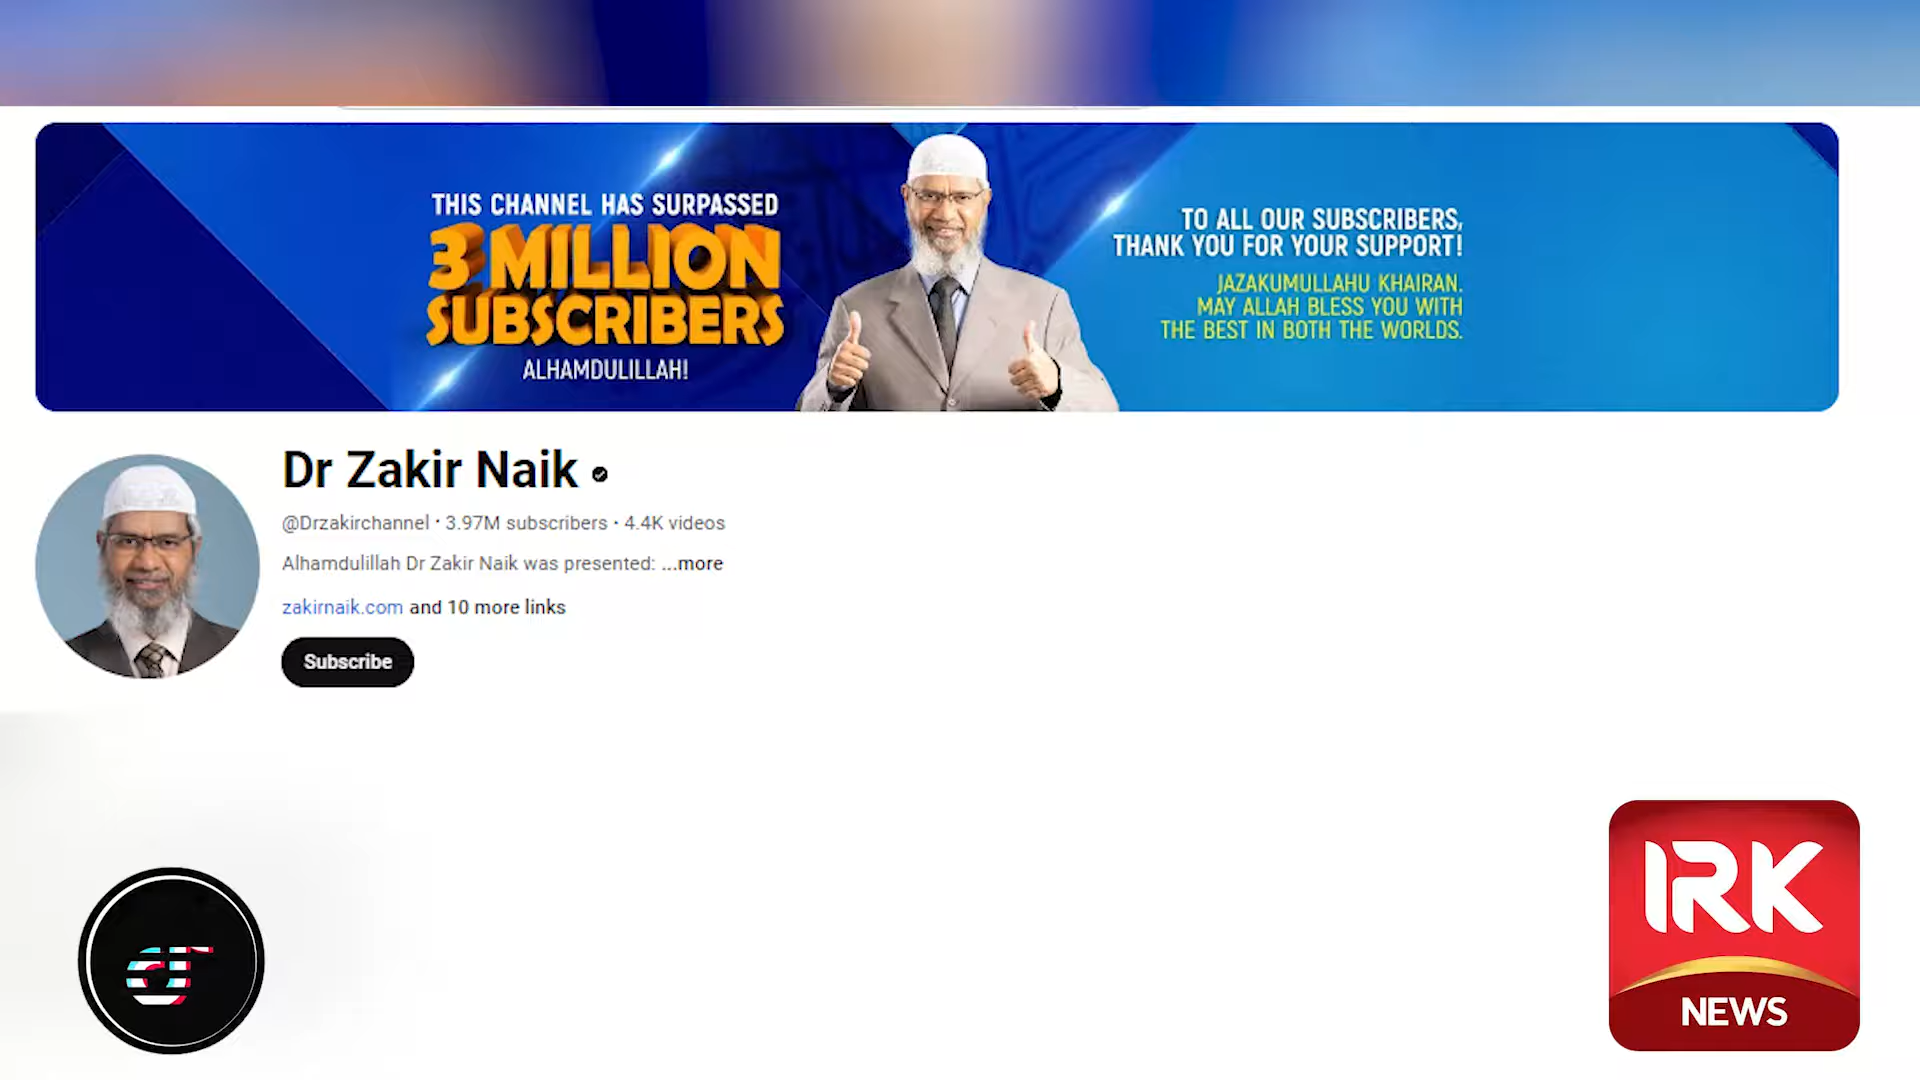 THIS CHANNEL HAS SURPASSED
3 MILLION
SUBSCRIBERS
ALHAMDULILLAH!
TO ALL OUR SUBSCRIBERS,
THANK YOU FOR YOUR SUPPORT!
JAZAKUMULLAHU KHAIRAN.
MAY ALLAH BLESS YOU WITH
THE BEST IN BOTH THE WORLDS.
Dr Zakir Naik
@Drzakirchannel • 3.97M subscribers • 4.4K videos
Alhamdulillah Dr Zakir Naik was presented: ...more
zakirnaik.com and 10 more links
Subscribe
IRK
NEWS